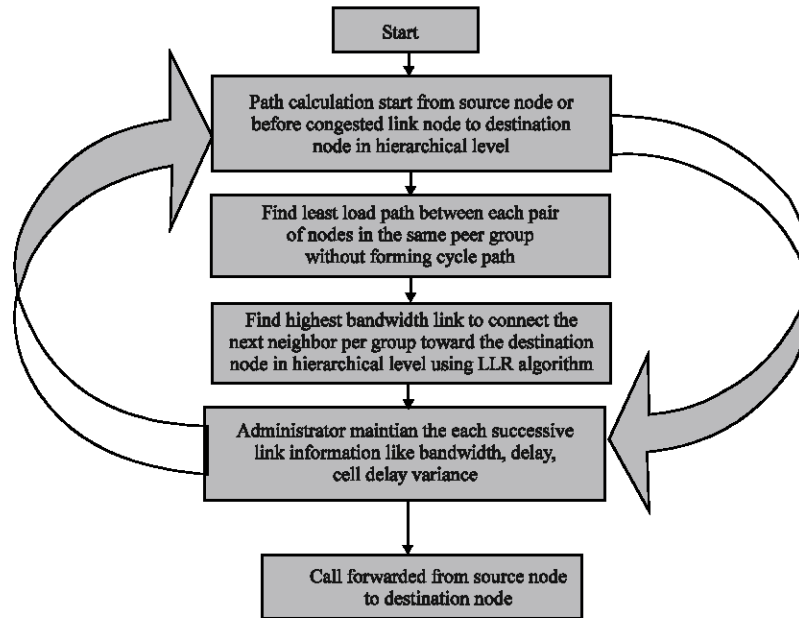 Start
Path calculation start from source node or
before congested link node to destination
node in hierarchical level
Find least load path between each pair
of nodes in the same peer group
without forming cycle path
Find highest bandwidth link to connect the
next neighbor per group toward the destination
node in hierarchical level using LLR algorithm
Administrator maintian the each successive
link information like bandwidth, delay,
cell delay variance
Call forwarded from source node
to destination node